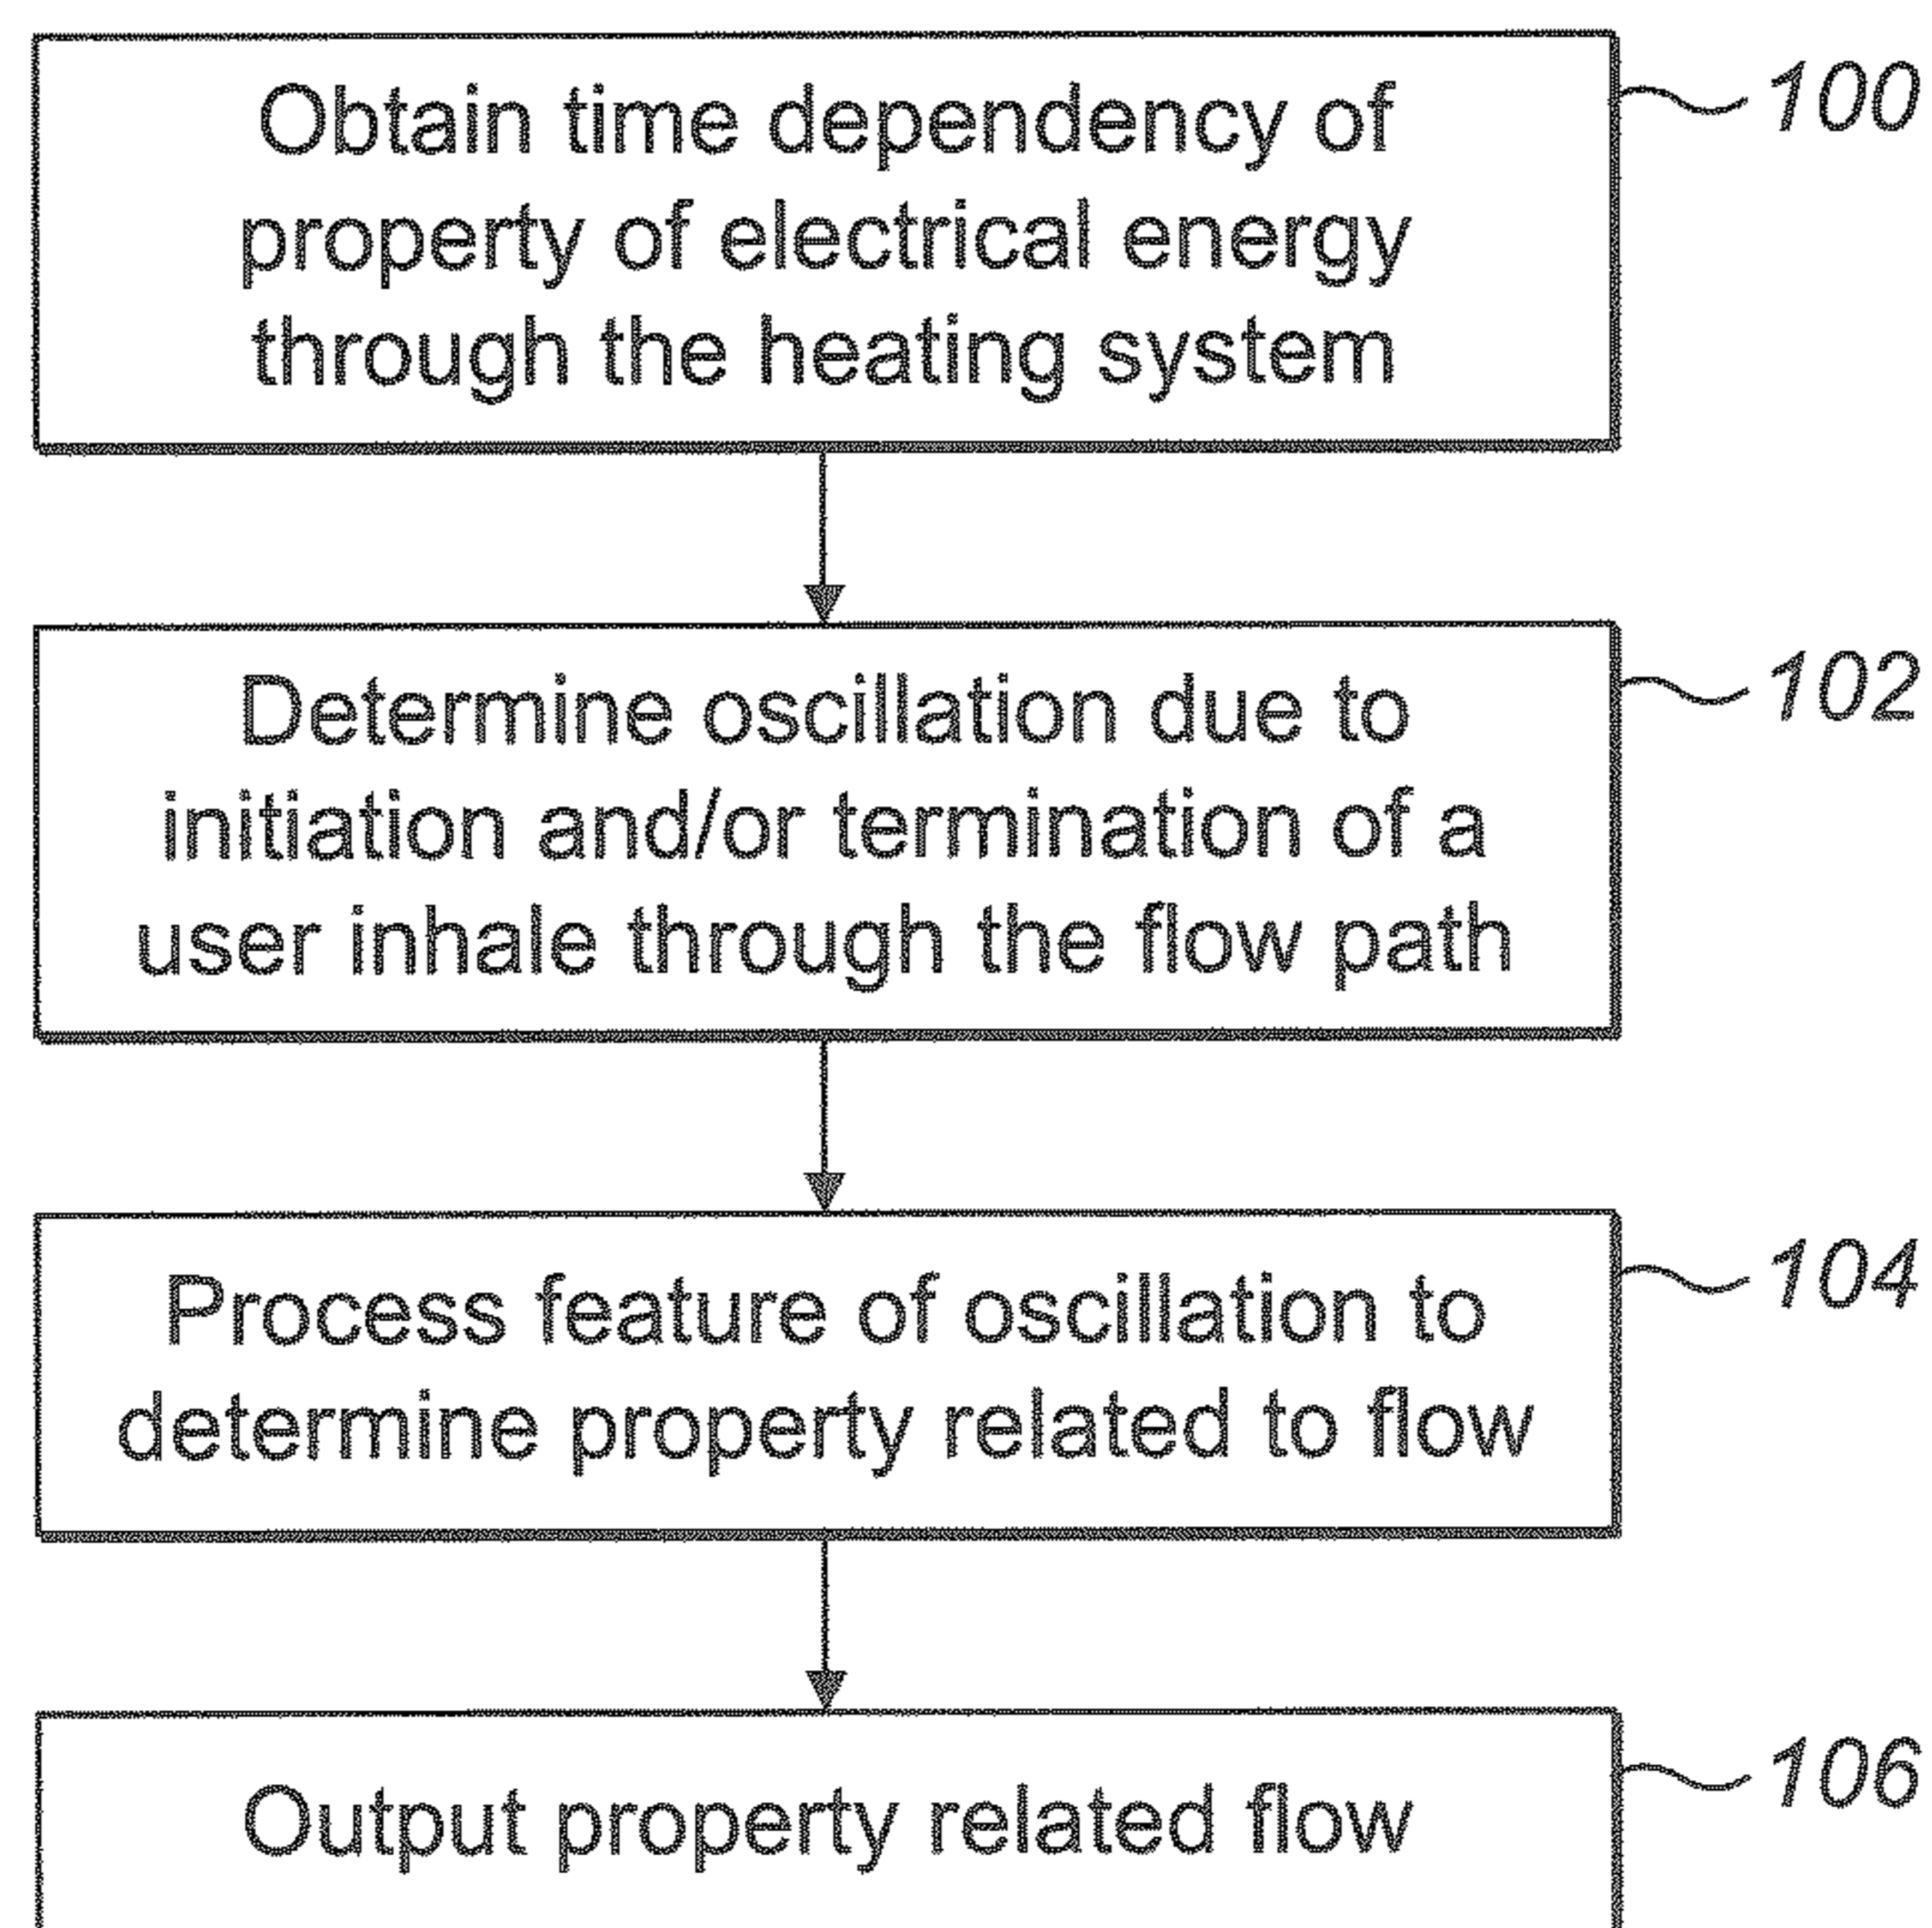 Obtain time dependency of
property of electrical energy
through the heating system
100
Determine oscillation due to
initiation and/or termination of a
user inhale through the flow path
102
Process feature of oscillation to
determine property related to flow
104
Output property related flow
106